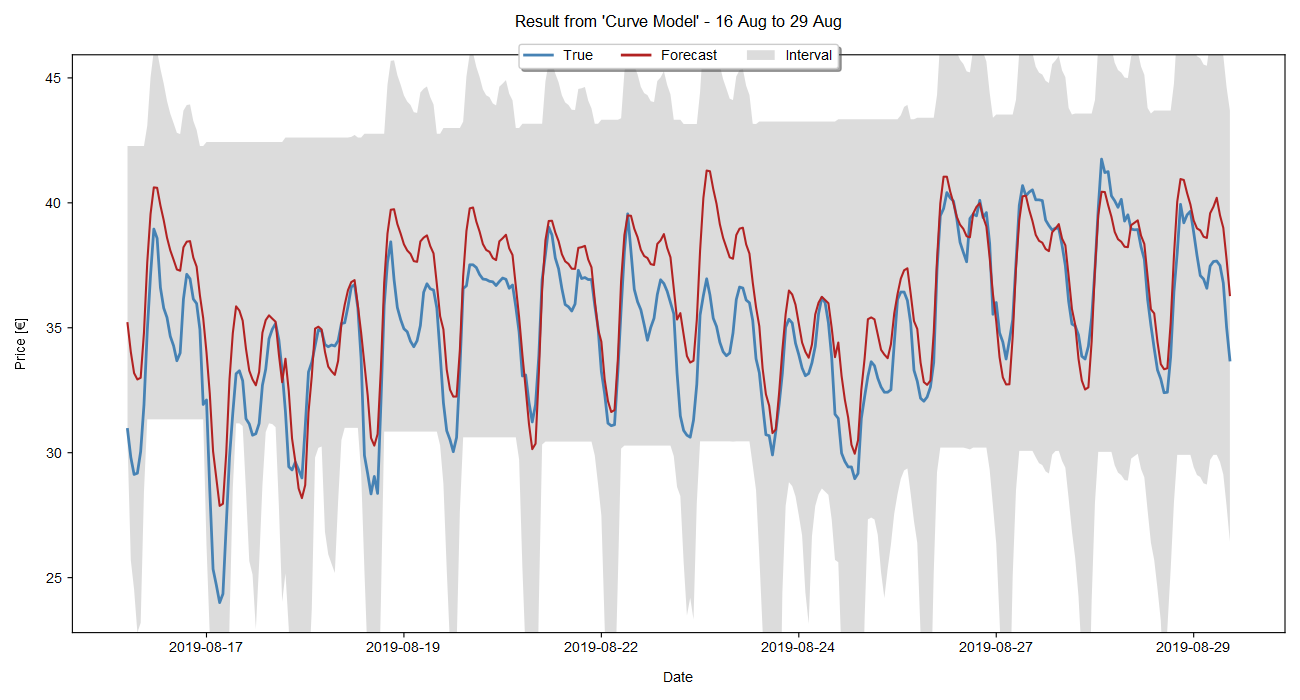 Result from 'Curve Model' - 16 Aug to 29 Aug
True Forecast Interval
45
40
35
30
25
Price [€]
2019-08-17 2019-08-19 2019-08-22 2019-08-24 2019-08-27 2019-08-29
Date